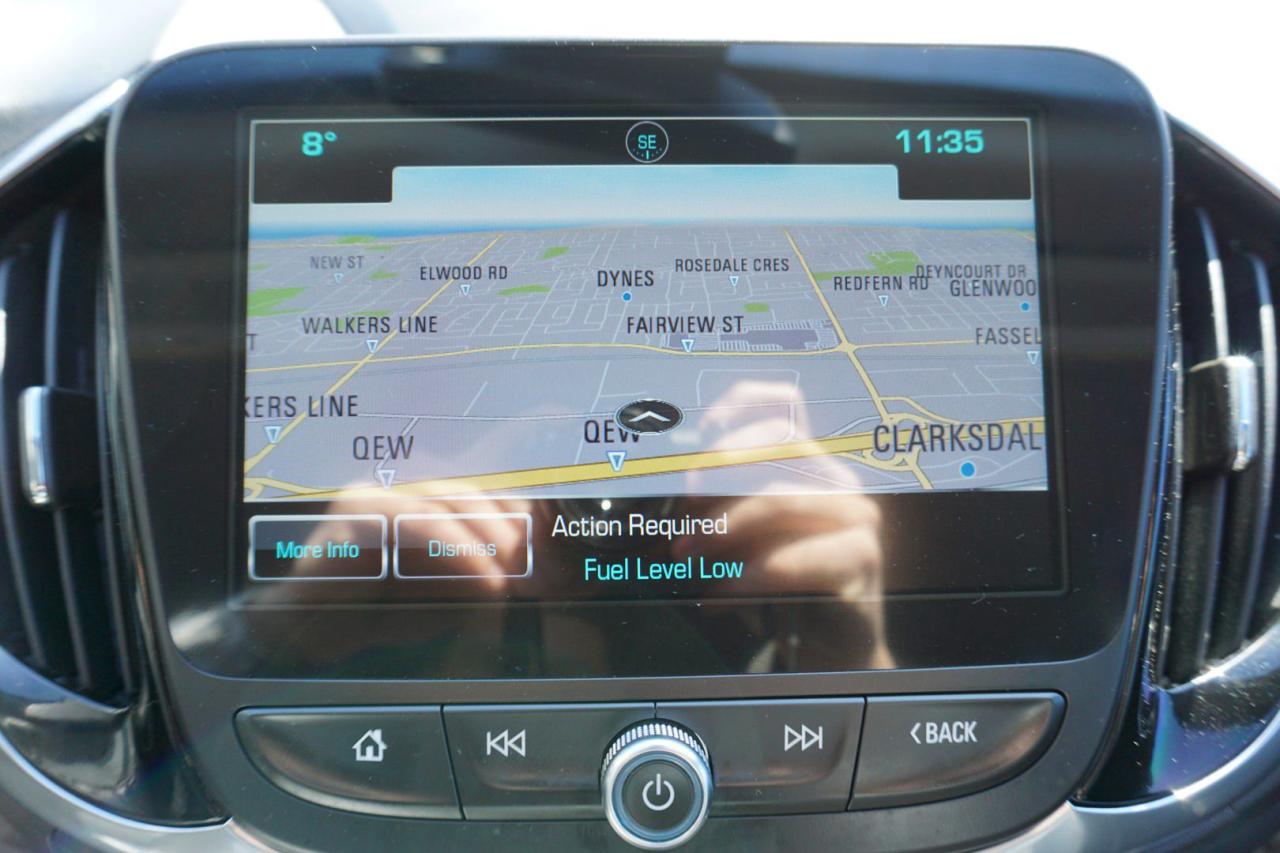 8°
SE
11:35
NEW ST
ELWOOD RD
DYNES
ROSEDALE CRES
REDFERN RD
DEYNCOURT DR
GLENWOO
WALKERS LINE
FAIRVIEW ST
T
FASSEL
KERS LINE
QEW
QEW
CLARKSDAL
More Info
Dismiss
Action Required
Fuel Level Low
BACK